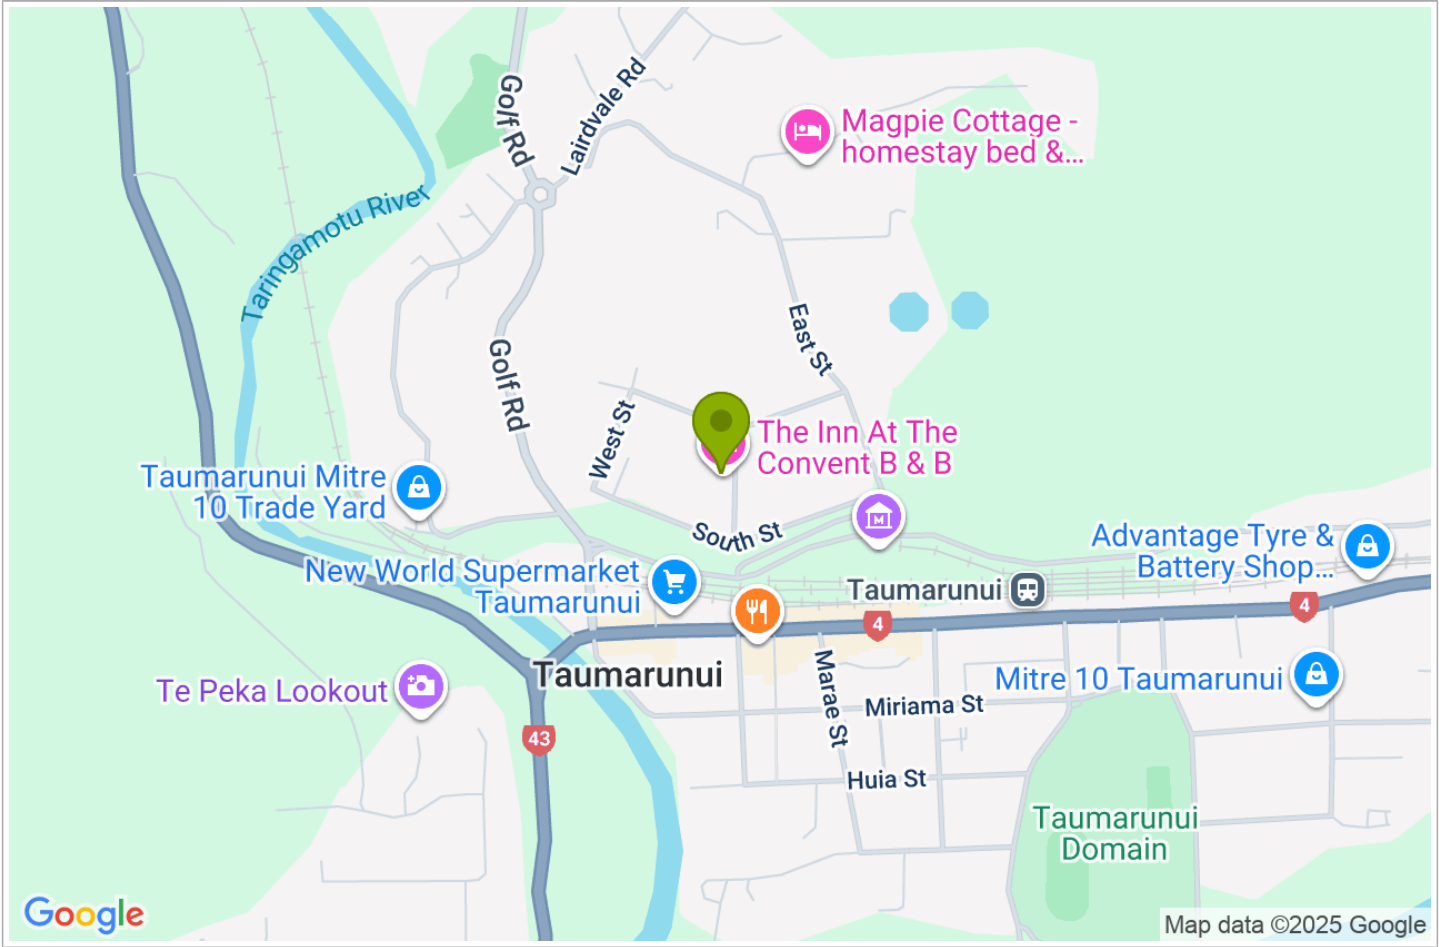 Golf Rd
Lairdvale Rd
Magpie Cottage -
homestay bed &...
Taringamotu River
East St
Golf Rd
West St
The Inn At The
Convent B & B
Taumarunui Mitre
10 Trade Yard
South St
M
Advantage Tyre &
Battery Shop...
New World Supermarket
Taumarunui
Taumarunui
4
4
Taumarunui
Te Peka Lookout
Marae St
Mitre 10 Taumarunui
Miriama St
43
Huia St
Taumarunui
Domain
Google
Map data ©2025 Google